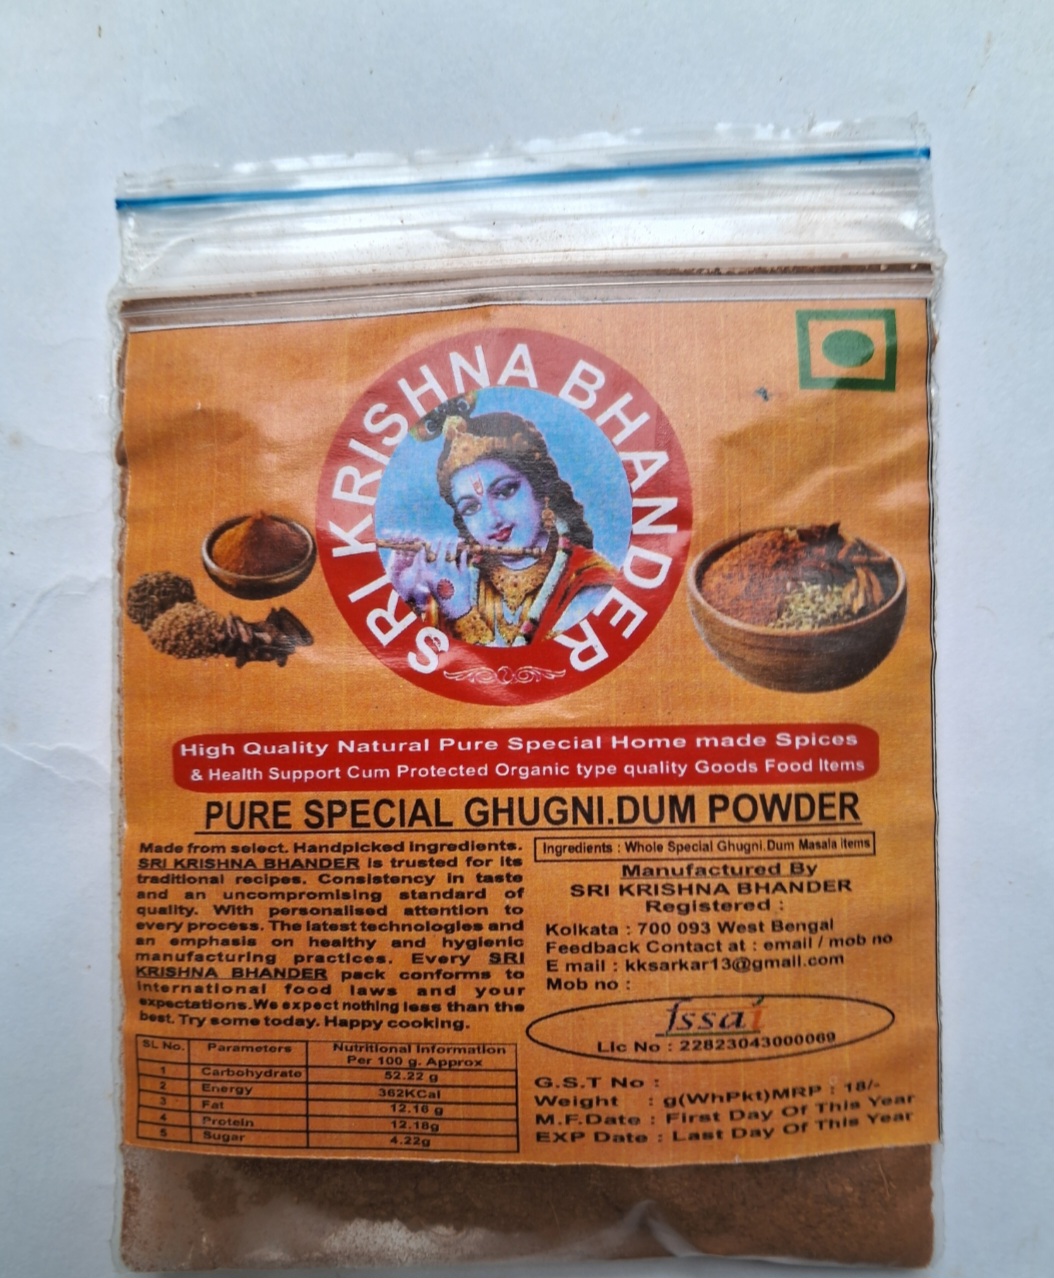 SRI KRISHNA BHANDER
High Quality Natural Pure Special Home made Spices
& Health Support Cum Protected Organic type quality Goods Food Items
PURE SPECIAL GHUGNI.DUM POWDER
Made from select. Handpicked Ingredients.
SRI KRISHNA BHANDER is trusted for its
traditional recipes. Consistency in taste
and an uncompromising standard of
quality. With personalised attention to
every process. The latest technologies and
an emphasis on healthy and hygienic
manufacturing practices. Every SRI
KRISHNA BHANDER pack conforms to
international food laws and your
expectations. We expect nothing less than the
best. Try some today. Happy cooking.
SL No. Parameters Nutritional Information
Per 100 g. Approx
1 Carbohydrate 52.22 g
2 Energy 362KCal
3 Fat 12.16 g
4 Protein 12.18g
5 Sugar 4.22g
Ingredients : Whole Special Ghugni.Dum Masala items
Manufactured By
SRI KRISHNA BHANDER
Registered :
Kolkata : 700 093 West Bengal
Feedback Contact at : email / mob no
E mail : kksarkar13@gmail.com
Mob no :
fssai
Lic No : 22823043000069
G.S.T No :
Weight : g(WhPkt)MRP : 18/-
M.F.Date : First Day Of This Year
EXP Date : Last Day Of This Year